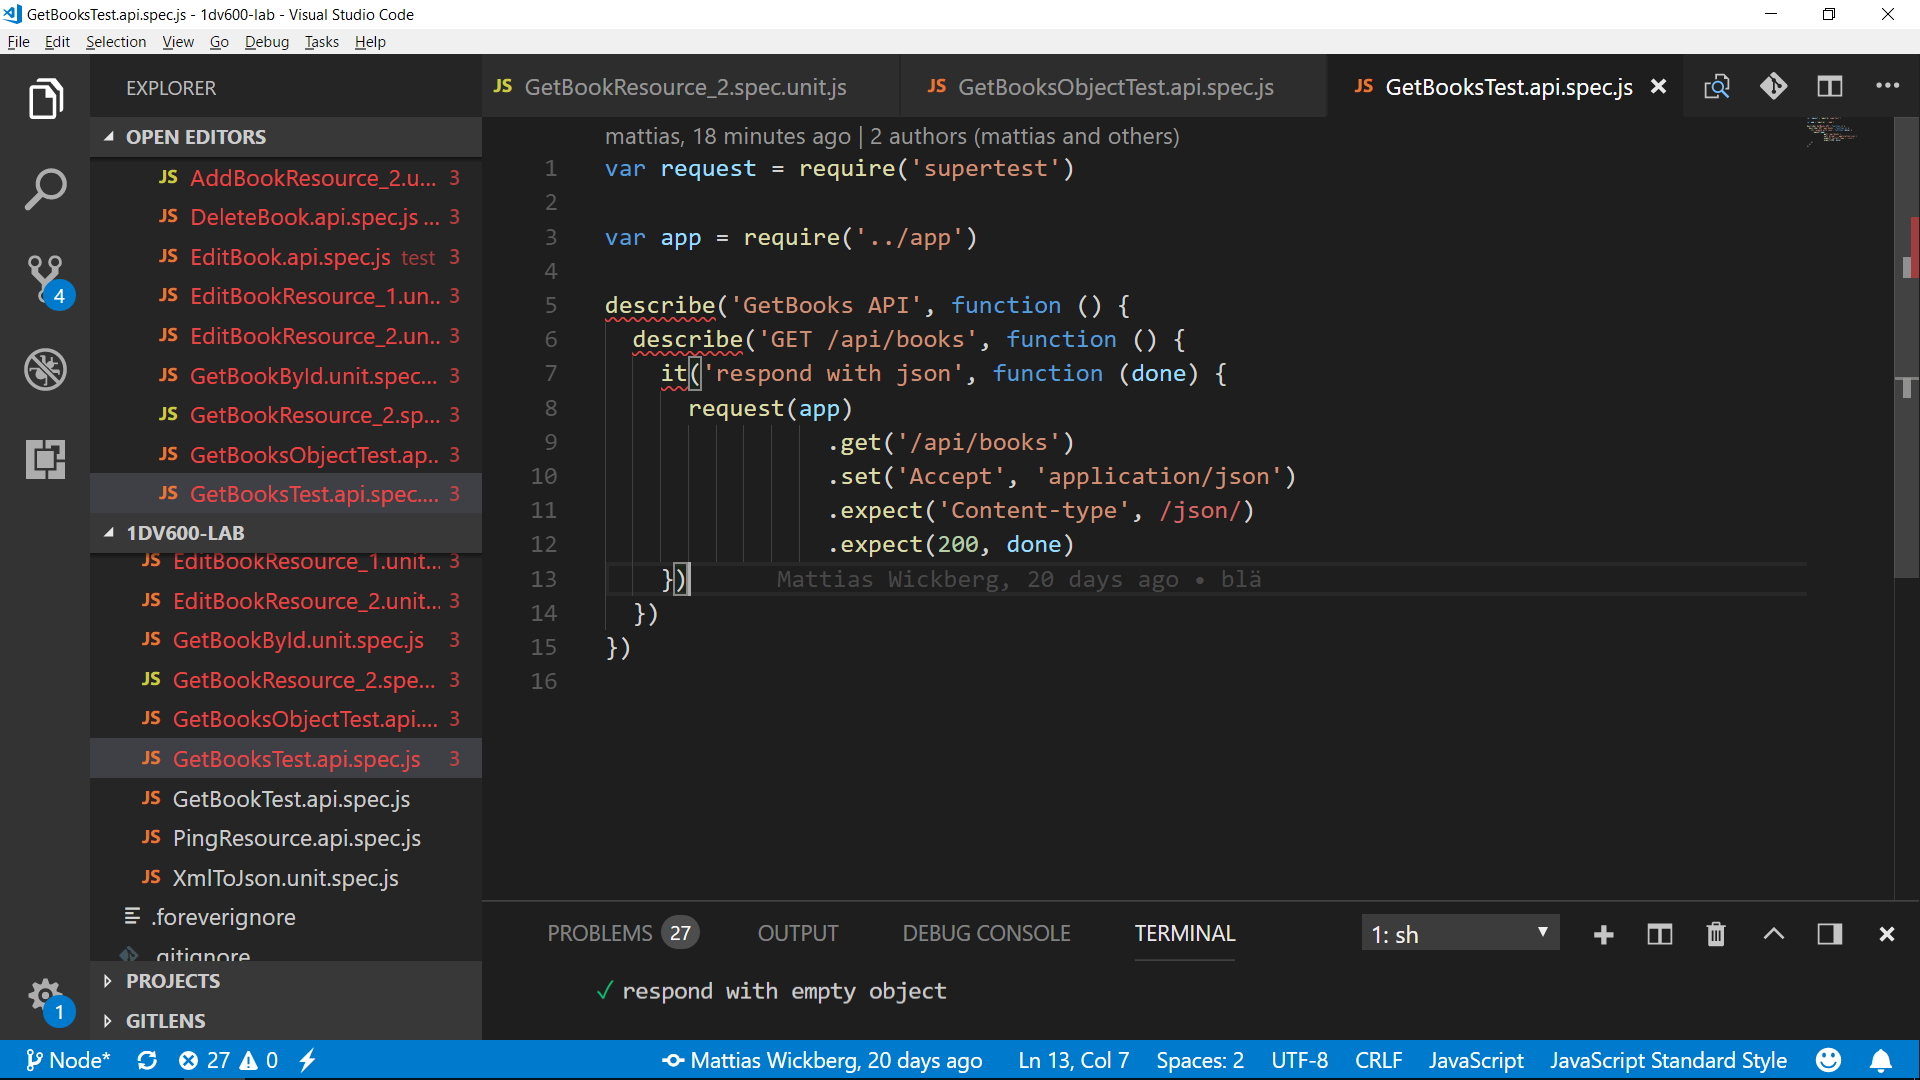 GetBooksTest.api.spec.js - 1dv600-lab - Visual Studio Code
File Edit Selection View Go Debug Tasks Help
EXPLORER
OPEN EDITORS
JS AddBookResource_2.u... 3
JS DeleteBook.api.spec.js ... 3
JS EditBook.api.spec.js test 3
JS EditBookResource_1.un.. 3
JS EditBookResource_2.un.. 3
JS GetBookById.unit.spec... 3
JS GetBookResource_2.sp... 3
JS GetBooksObjectTest.ap.. 3
JS GetBooksTest.api.spec.... 3
1DV600-LAB
JS EditBookResource_1.unit... 3
JS EditBookResource_2.unit... 3
JS GetBookById.unit.spec.js 3
JS GetBookResource_2.spe... 3
JS GetBooksObjectTest.api.... 3
JS GetBooksTest.api.spec.js 3
JS GetBookTest.api.spec.js
JS PingResource.api.spec.js
JS XmlToJson.unit.spec.js
.foreverignore
.gitignore
PROJECTS
GITLENS
4
1
JS GetBookResource_2.spec.unit.js JS GetBooksObjectTest.api.spec.js JS GetBooksTest.api.spec.js
mattias, 18 minutes ago | 2 authors (mattias and others)
1 var request = require('supertest')
2
3 var app = require('../app')
4
5 describe('GetBooks API', function () {
6 describe('GET /api/books', function () {
7 it('respond with json', function (done) {
8 request(app)
9 .get('/api/books')
10 .set('Accept', 'application/json')
11 .expect('Content-type', /json/)
12 .expect(200, done)
13 }) Mattias Wickberg, 20 days ago • blä
14 })
15 })
16
PROBLEMS 27 OUTPUT DEBUG CONSOLE TERMINAL 1: sh
✓ respond with empty object
Node* 27 0 Mattias Wickberg, 20 days ago Ln 13, Col 7 Spaces: 2 UTF-8 CRLF JavaScript JavaScript Standard Style